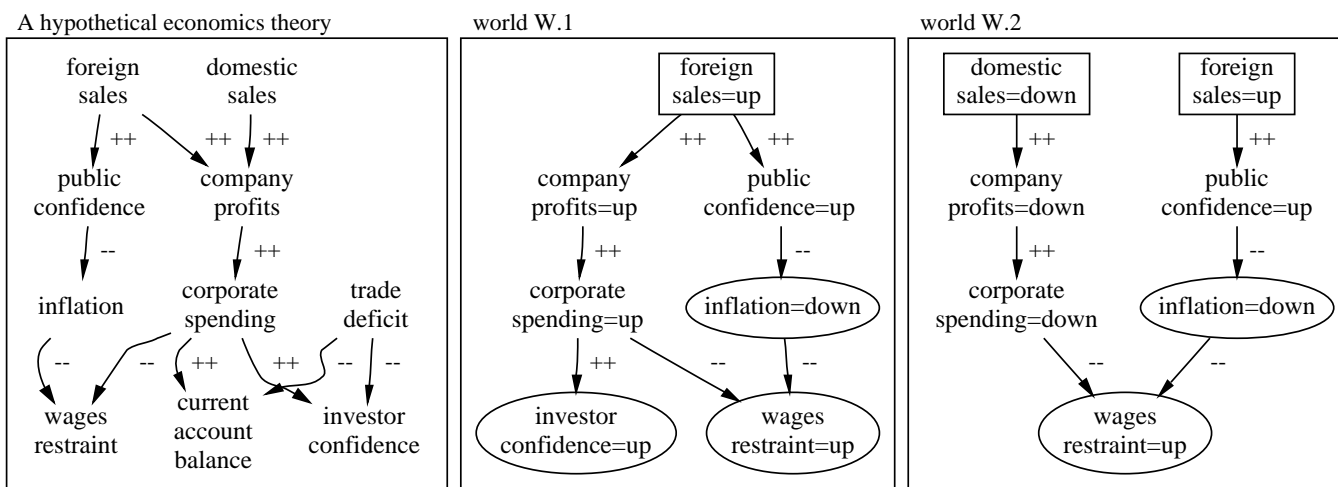 A hypothetical economics theory
foreign
sales
domestic
sales
++
++
++
public
confidence
company
profits
--
++
inflation
corporate
spending
trade
deficit
--
--
++
++
--
--
wages
restraint
current
account
balance
investor
confidence
world W.1
foreign
sales=up
++
++
company
profits=up
public
confidence=up
++
--
corporate
spending=up
inflation=down
++
--
--
investor
confidence=up
wages
restraint=up
world W.2
domestic
sales=down
foreign
sales=up
++
++
company
profits=down
public
confidence=up
++
--
corporate
spending=down
inflation=down
--
--
wages
restraint=up